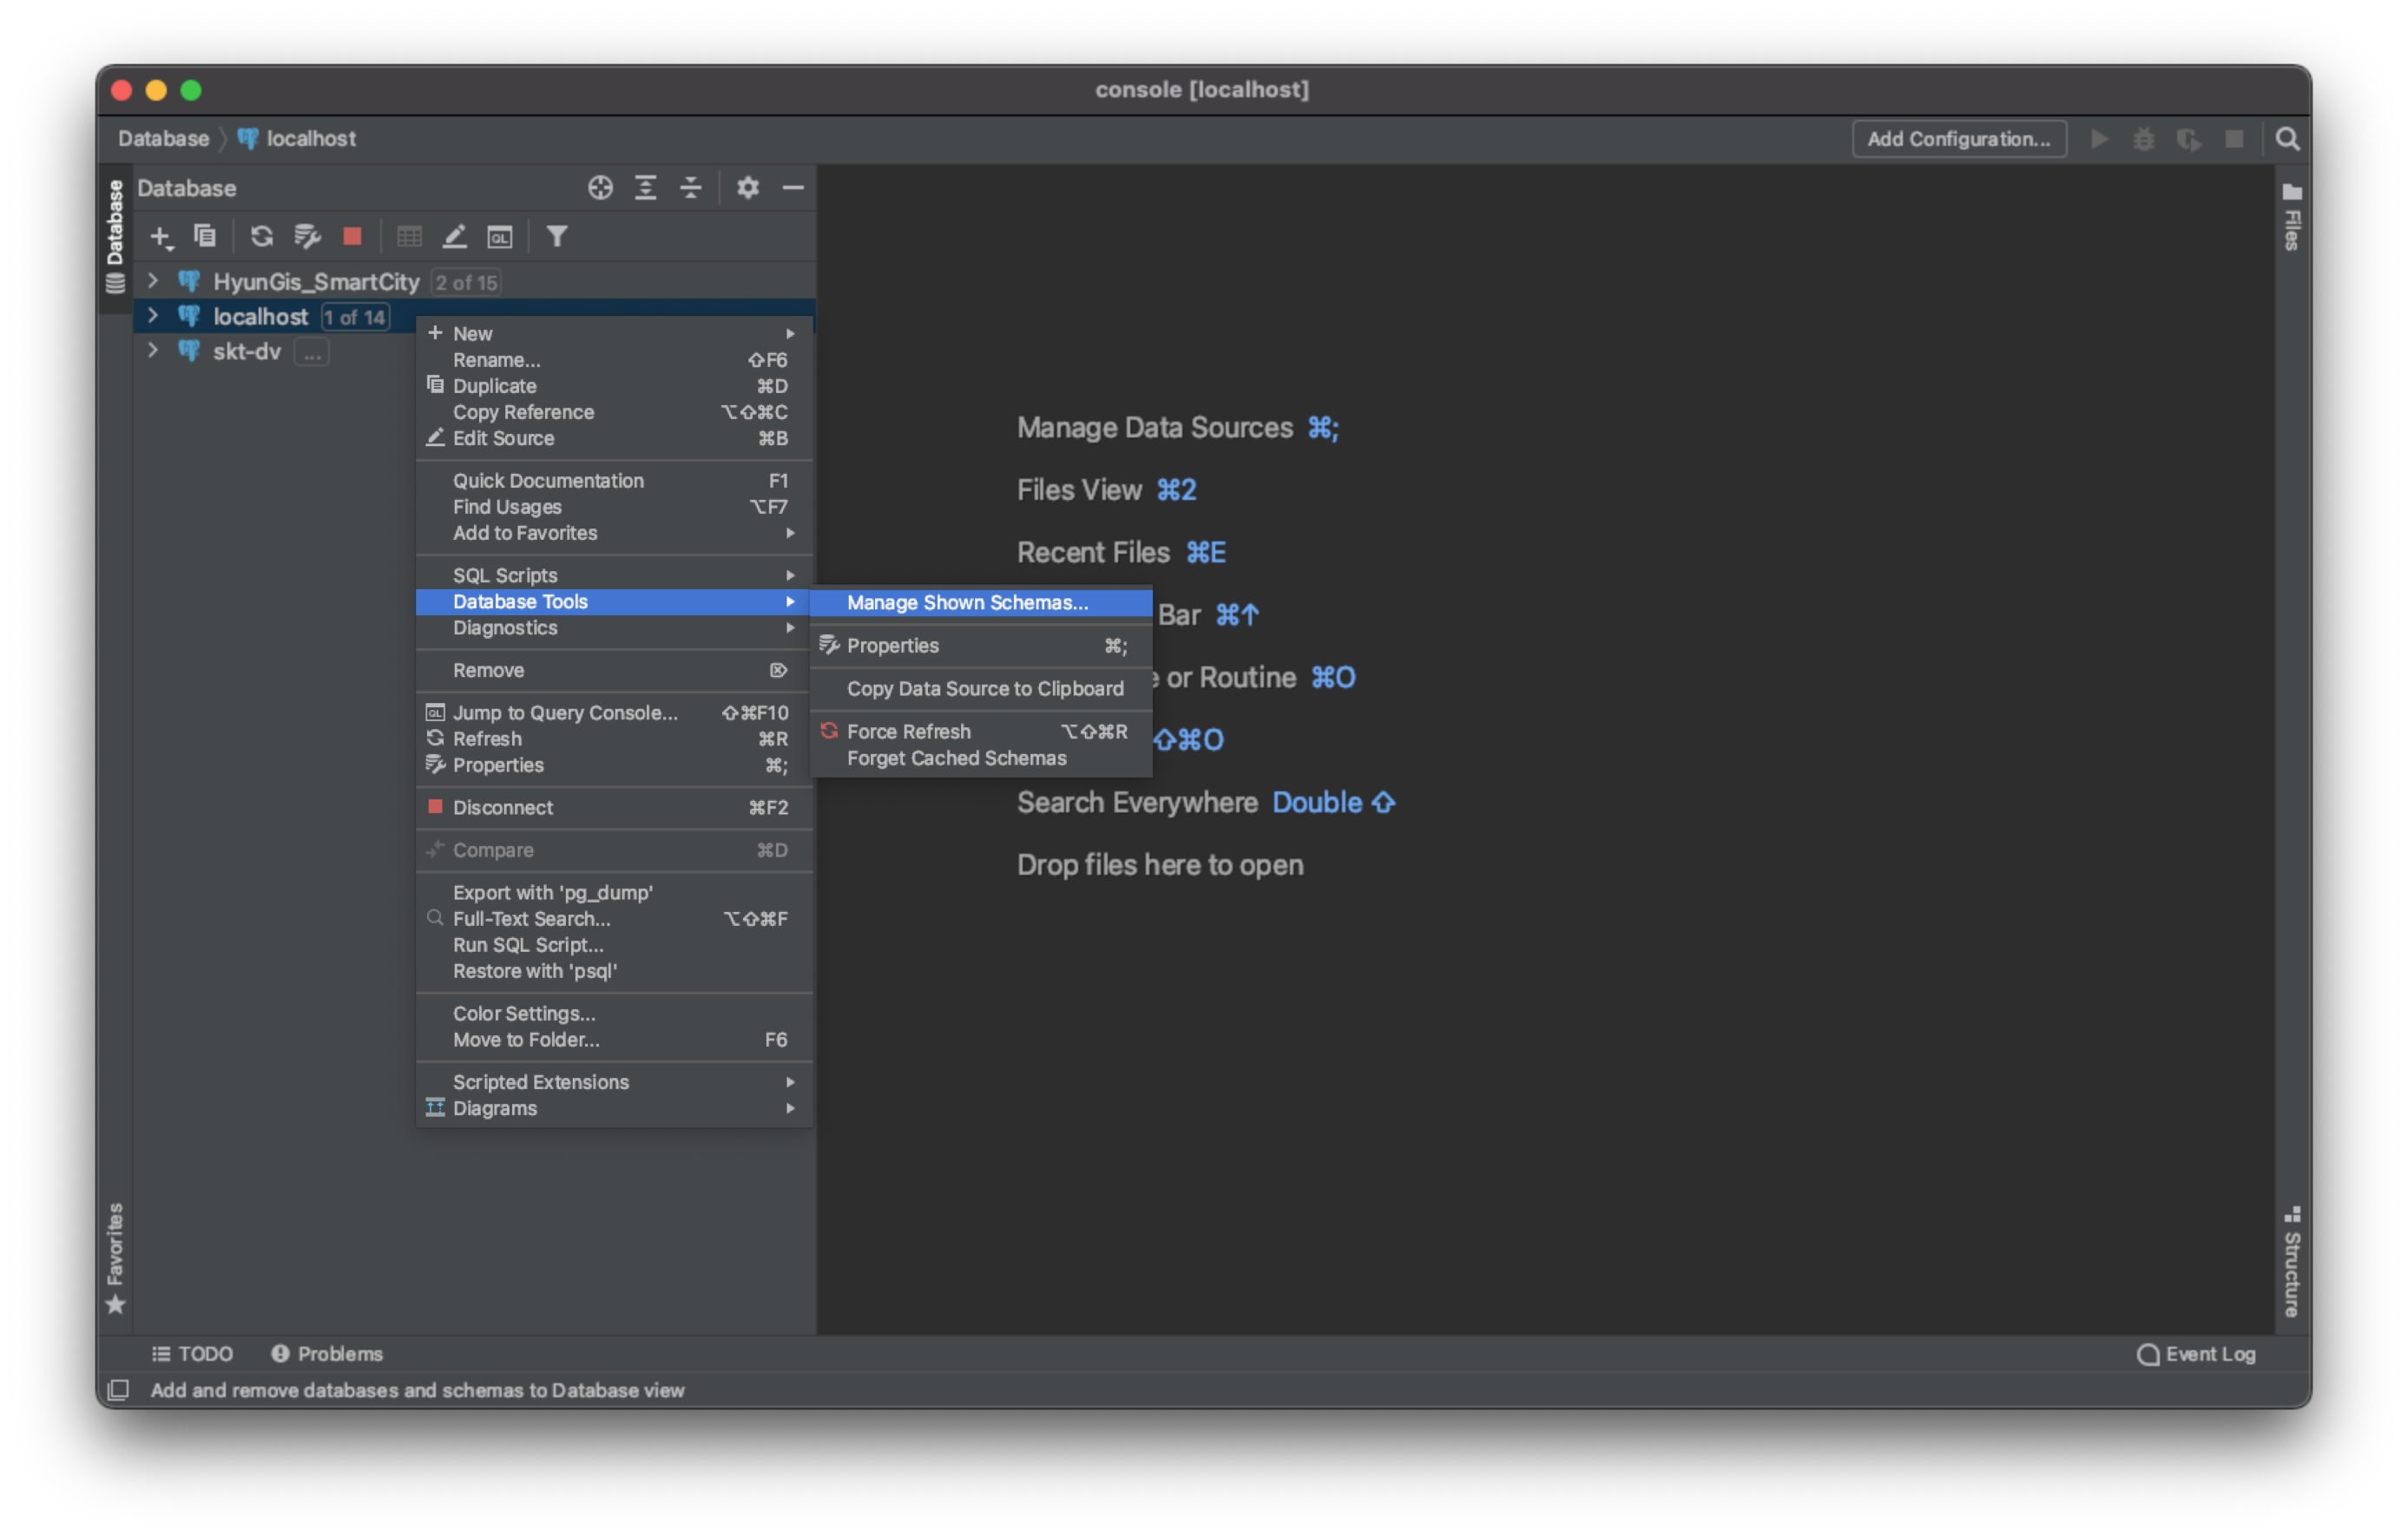 console [localhost]
Database localhost
Add Configuration...
Database
Database
HyunGis_SmartCity 2 of 15
localhost 1 of 14
skt-dv ...
New
Rename... ⇧F6
Duplicate ⌘D
Copy Reference ⌥⇧⌘C
Edit Source ⌘B
Quick Documentation F1
Find Usages ⌥F7
Add to Favorites
SQL Scripts
Database Tools
Diagnostics
Remove ⌦
Jump to Query Console... ⇧⌘F10
Refresh ⌘R
Properties ⌘;
Disconnect ⌘F2
Compare ⌘D
Export with 'pg_dump'
Full-Text Search... ⌥⇧⌘F
Run SQL Script...
Restore with 'psql'
Color Settings...
Move to Folder... F6
Scripted Extensions
Diagrams
Manage Shown Schemas...
Properties ⌘;
Copy Data Source to Clipboard
Force Refresh ⌥⇧⌘R
Forget Cached Schemas
Manage Data Sources ⌘;
Files View ⌘2
Recent Files ⌘E
Bar ⌘↑
e or Routine ⌘O
⇧⌘O
Search Everywhere Double ⇧
Drop files here to open
Files
Structure
Favorites
TODO Problems
Event Log
Add and remove databases and schemas to Database view